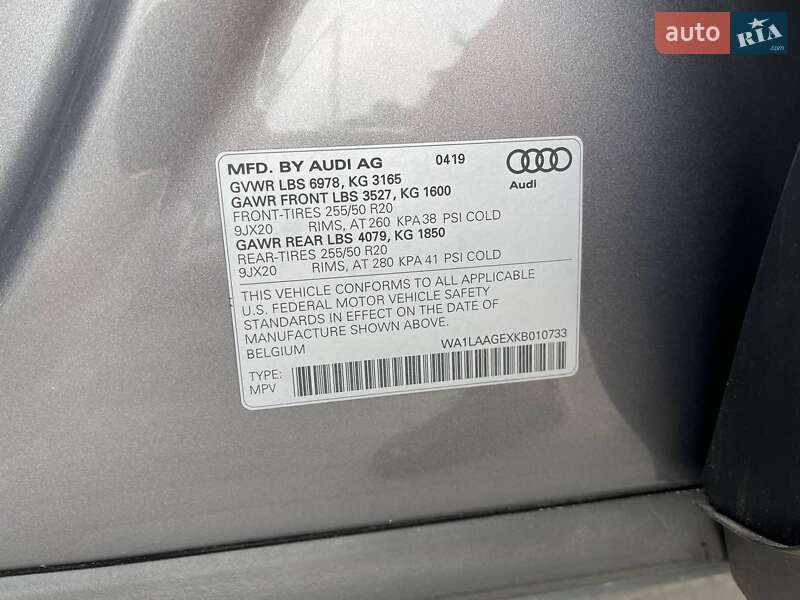 auto RIA.com
MFD. BY AUDI AG 0419
GVWR LBS 6978, KG 3165
GAWR FRONT LBS 3527, KG 1600
FRONT-TIRES 255/50 R20
9JX20 RIMS, AT 260 KPA 38 PSI COLD
GAWR REAR LBS 4079, KG 1850
REAR-TIRES 255/50 R20
9JX20 RIMS, AT 280 KPA 41 PSI COLD
Audi
THIS VEHICLE CONFORMS TO ALL APPLICABLE
U.S. FEDERAL MOTOR VEHICLE SAFETY
STANDARDS IN EFFECT ON THE DATE OF
MANUFACTURE SHOWN ABOVE.
BELGIUM WA1LAAGEXKB010733
TYPE:
MPV